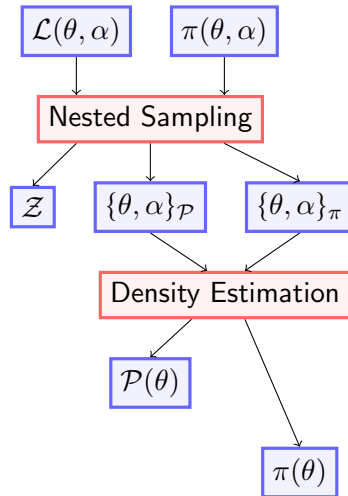 ℒ(θ, α) π(θ, α)
Nested Sampling
𝒵 {θ, α}𝒫 {θ, α}π
Density Estimation
𝒫(θ)
π(θ)